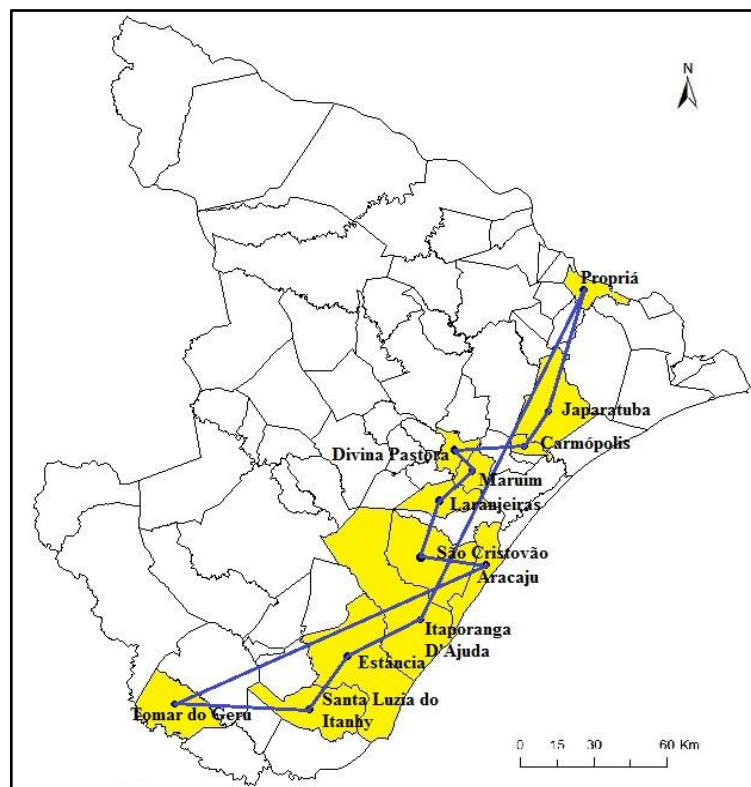 N
Propriá
Japaratuba
Carmópolis
Divina Pastora
Maruim
Laranjeiras
São Cristovão
Aracaju
Itaporanga
D'Ajuda
Estância
Santa Luzia do
Itanhy
Tomar do Gerú
0 15 30 60 Km